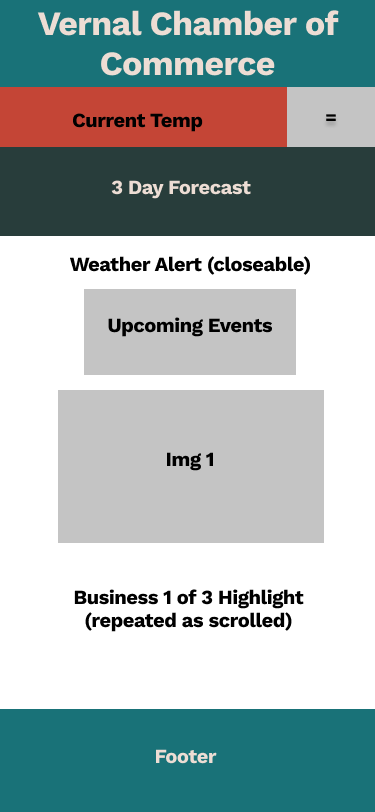 Vernal Chamber of
Commerce
Current Temp
=
3 Day Forecast
Weather Alert (closeable)
Upcoming Events
Img 1
Business 1 of 3 Highlight
(repeated as scrolled)
Footer